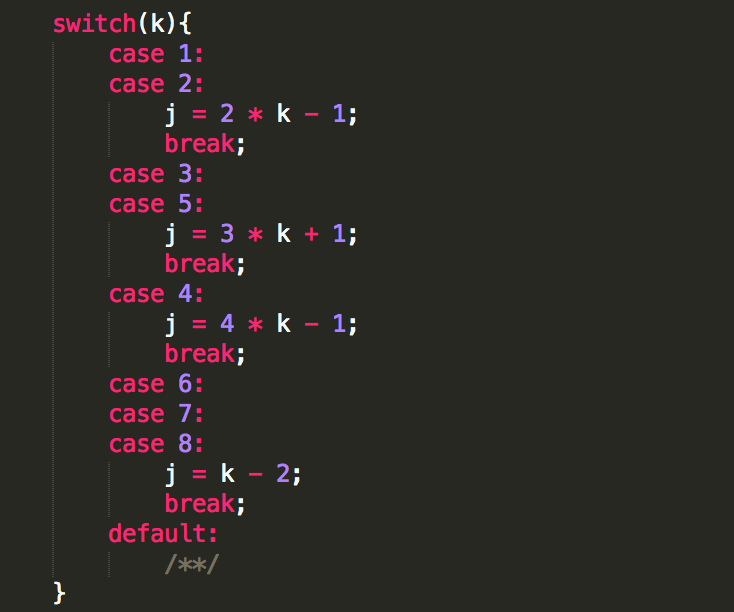 switch(k){
case 1:
case 2:
j = 2 * k - 1;
break;
case 3:
case 5:
j = 3 * k + 1;
break;
case 4:
j = 4 * k - 1;
break;
case 6:
case 7:
case 8:
j = k - 2;
break;
default:
/**/
}